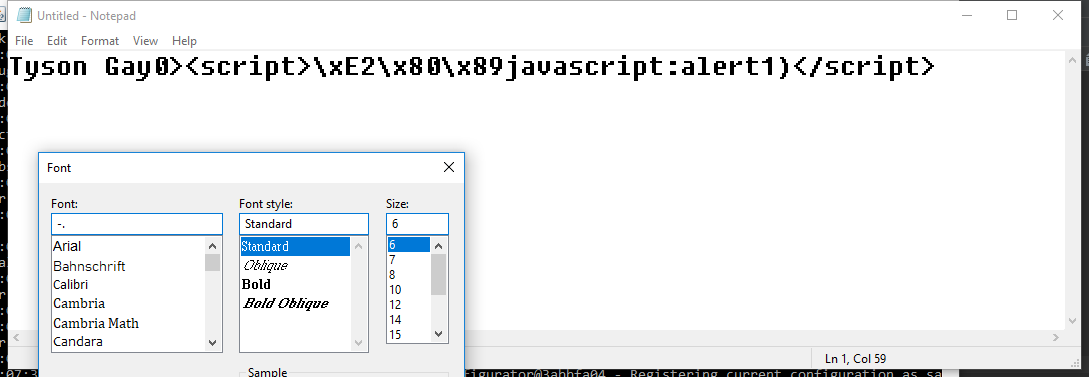 Untitled - Notepad
File Edit Format View Help
Tyson Gay0><script>\xE2\x80\x89javascript:alert1)</script>
Font
Font: Font style: Size:
-. Standard 6
Arial Standard 6
Bahnschrift Oblique 7
Calibri Bold 8
Cambria Bold Oblique 10
Cambria Math 12
Candara 14
15
Sample
Ln 1, Col 59
:07:3
figurator@3abbfa04 - Registering current configuration as sa